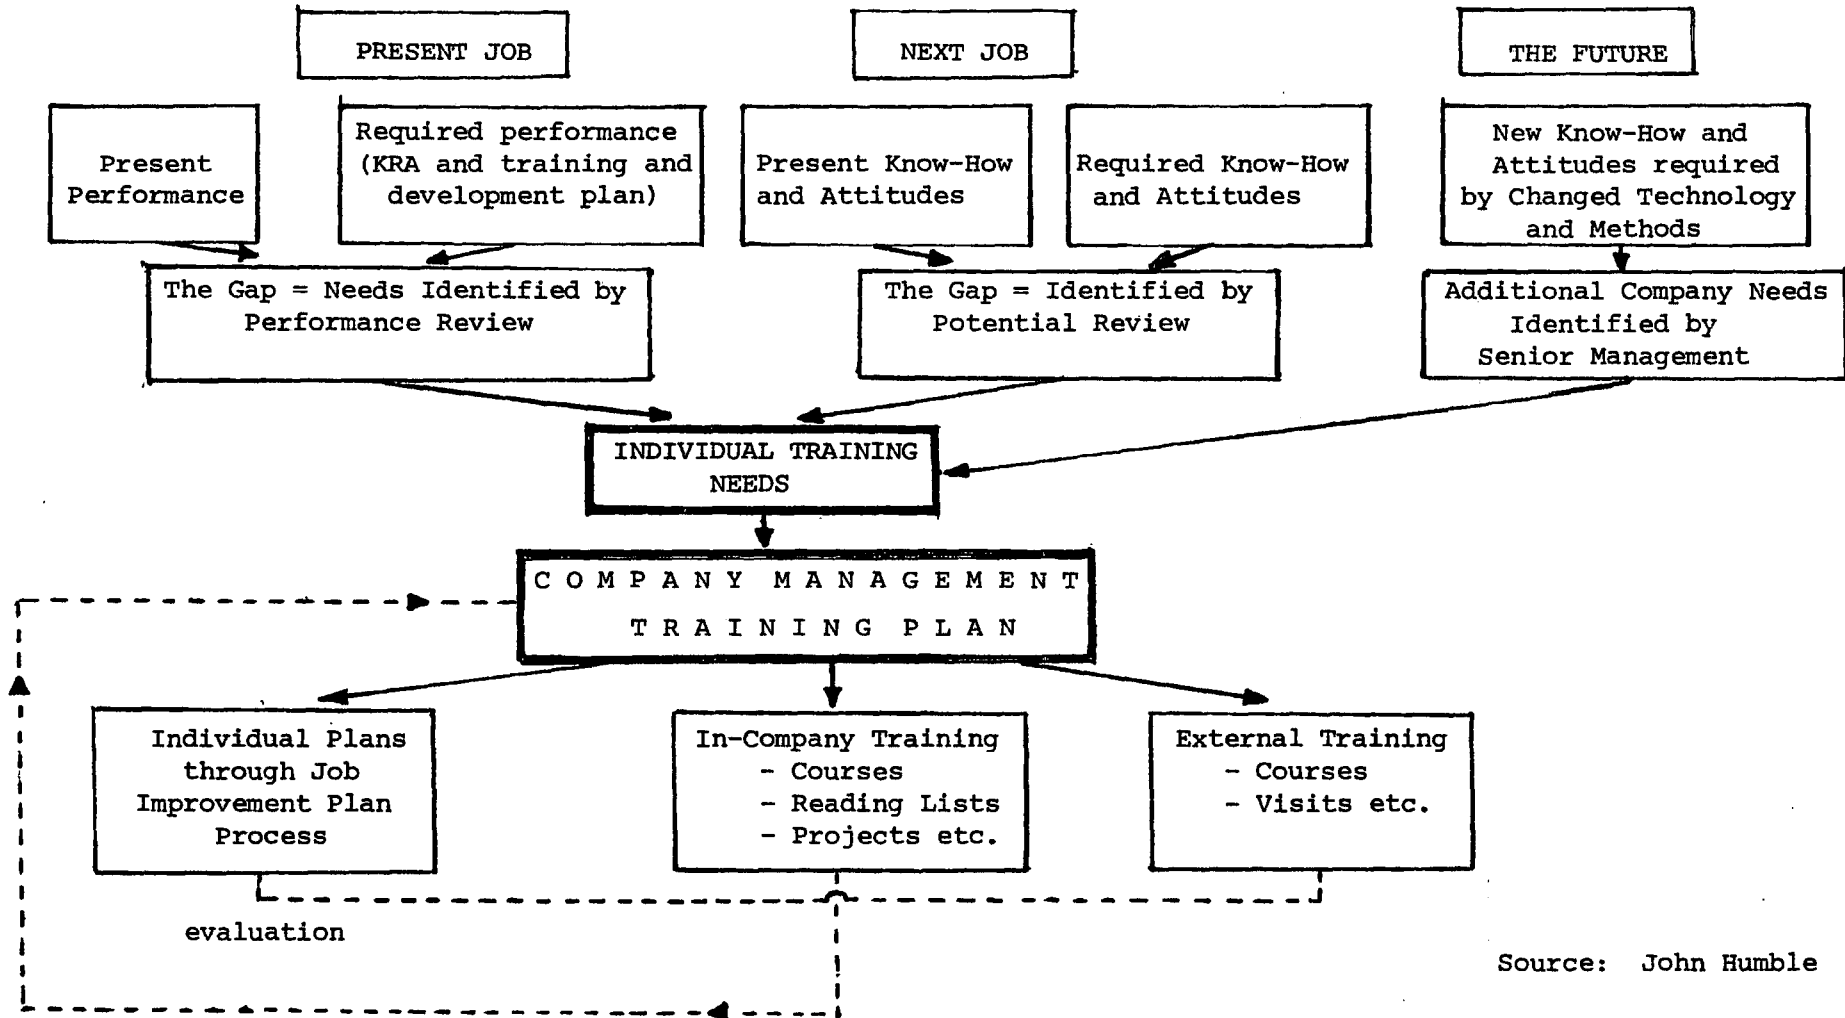 PRESENT JOB
NEXT JOB
THE FUTURE
Present
Performance
Required performance
(KRA and training and
development plan)
Present Know-How
and Attitudes
Required Know-How
and Attitudes
New Know-How and
Attitudes required
by Changed Technology
and Methods
The Gap = Needs Identified by
Performance Review
The Gap = Identified by
Potential Review
Additional Company Needs
Identified by
Senior Management
INDIVIDUAL TRAINING
NEEDS
COMPANY MANAGEMENT
TRAINING PLAN
Individual Plans
through Job
Improvement Plan
Process
In-Company Training
- Courses
- Reading Lists
- Projects etc.
External Training
- Courses
- Visits etc.
evaluation
Source: John Humble